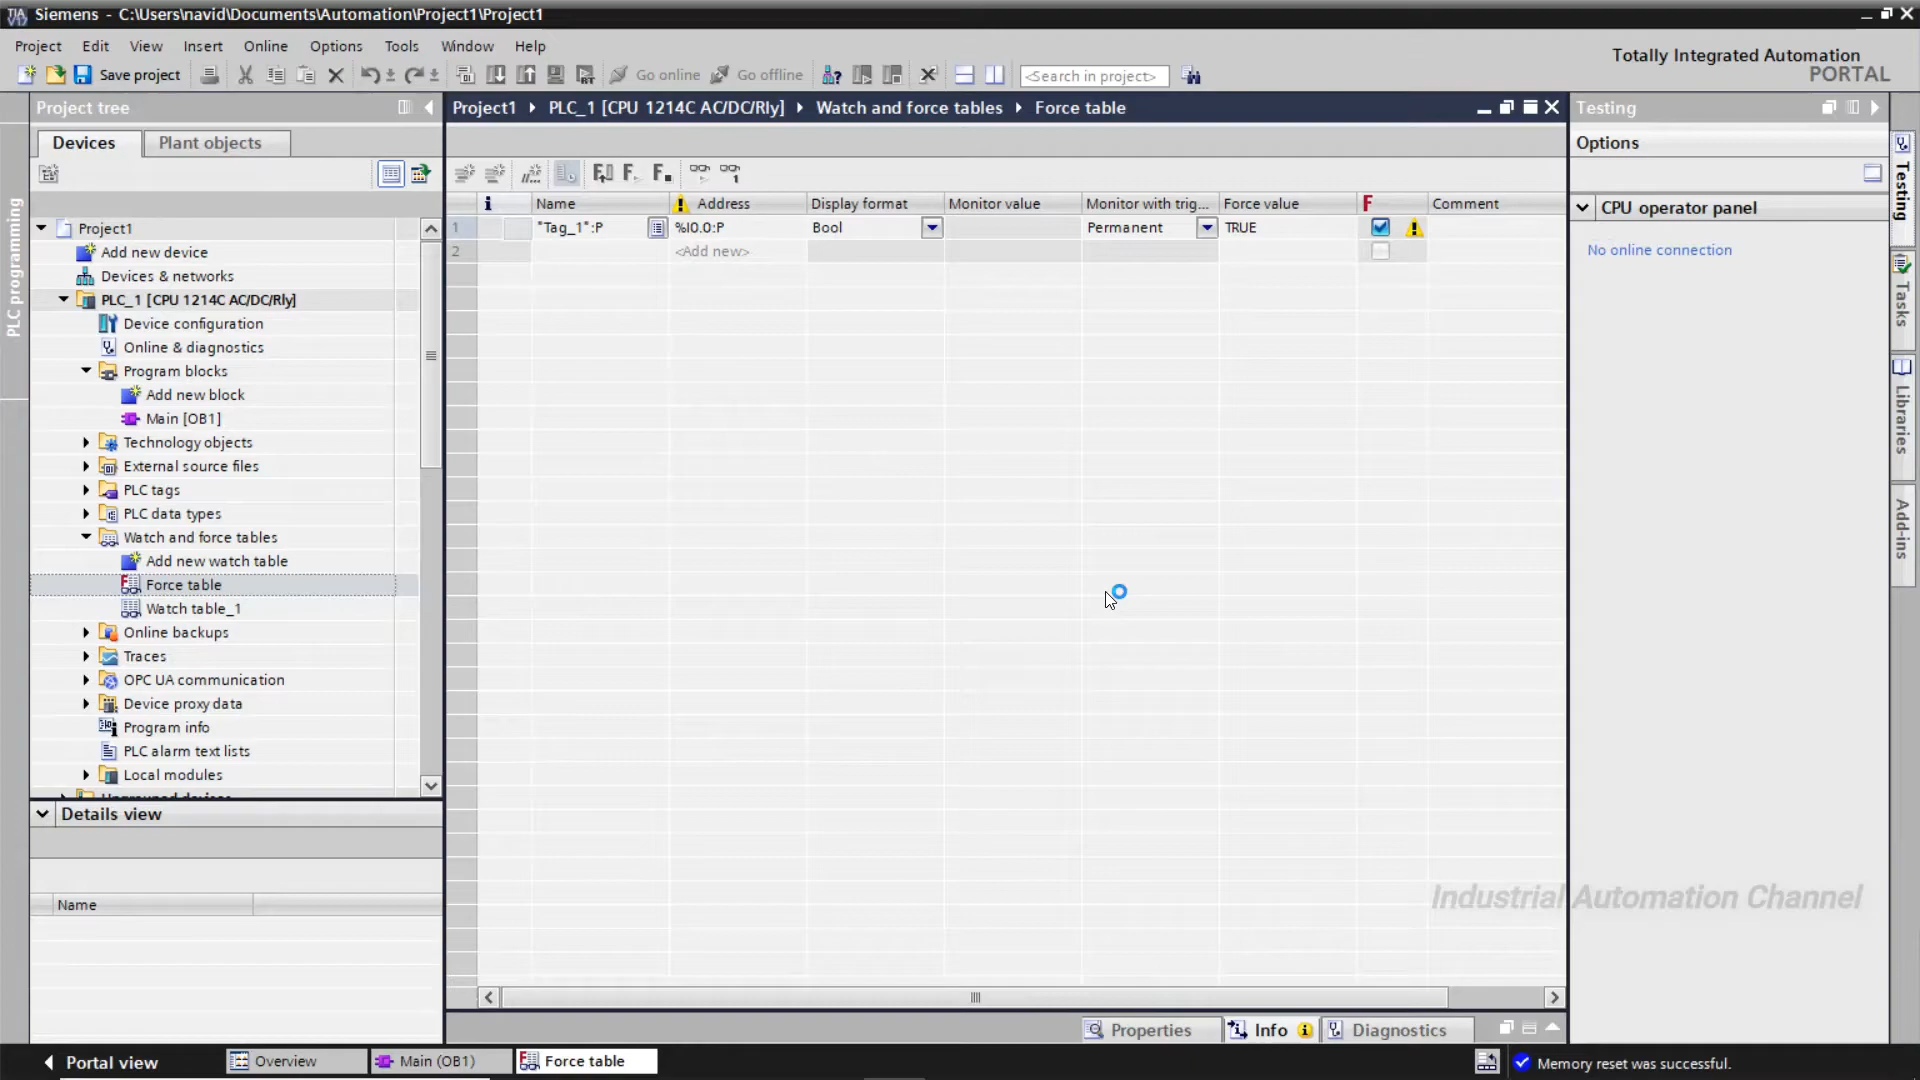 Siemens - C:\Users\navid\Documents\Automation\Project1\Project1
Project Edit View Insert Online Options Tools Window Help
Totally Integrated Automation
PORTAL
Save project
Go online
Go offline
<Search in project>
Project tree
Project1 PLC_1 [CPU 1214C AC/DC/Rly] Watch and force tables Force table
Testing
Devices
Plant objects
Options
PLC programming
Name Address Display format Monitor value Monitor with trig... Force value F Comment
1 "Tag_1":P %I0.0:P Bool Permanent TRUE
2 <Add new>
CPU operator panel
No online connection
Project1
Add new device
Devices & networks
PLC_1 [CPU 1214C AC/DC/Rly]
Device configuration
Online & diagnostics
Program blocks
Add new block
Main [OB1]
Technology objects
External source files
PLC tags
PLC data types
Watch and force tables
Add new watch table
Force table
Watch table_1
Online backups
Traces
OPC UA communication
Device proxy data
Program info
PLC alarm text lists
Local modules
Testing
Tasks
Libraries
Add-ins
Details view
Name
Industrial Automation Channel
Properties
Info
Diagnostics
Portal view
Overview
Main (OB1)
Force table
Memory reset was successful.